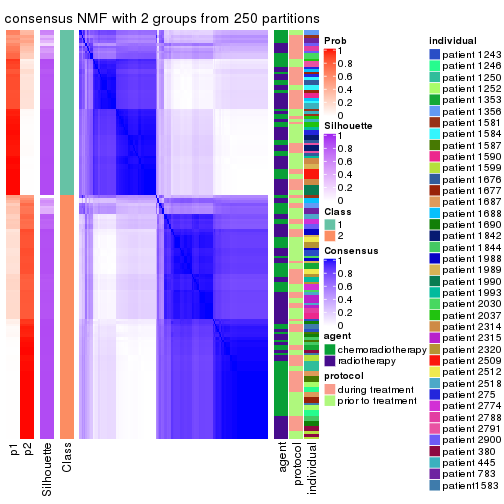 consensus NMF with 2 groups from 250 partitions
Prob
1
0.8
0.6
0.4
0.2
0
Silhouette
1
0.8
0.6
0.4
0.2
0
Class
1
2
Consensus
1
0.8
0.6
0.4
0.2
0
agent
chemoradiotherapy
radiotherapy
protocol
during treatment
prior to treatment
individual
patient 1243
patient 1246
patient 1250
patient 1252
patient 1353
patient 1356
patient 1581
patient 1584
patient 1587
patient 1590
patient 1599
patient 1676
patient 1677
patient 1687
patient 1688
patient 1690
patient 1842
patient 1844
patient 1988
patient 1989
patient 1990
patient 1993
patient 2030
patient 2037
patient 2314
patient 2315
patient 2320
patient 2509
patient 2512
patient 2518
patient 275
patient 2774
patient 2788
patient 2791
patient 2900
patient 380
patient 445
patient 783
patient1583
p1
p2
Silhouette
Class
agent
protocol
individual